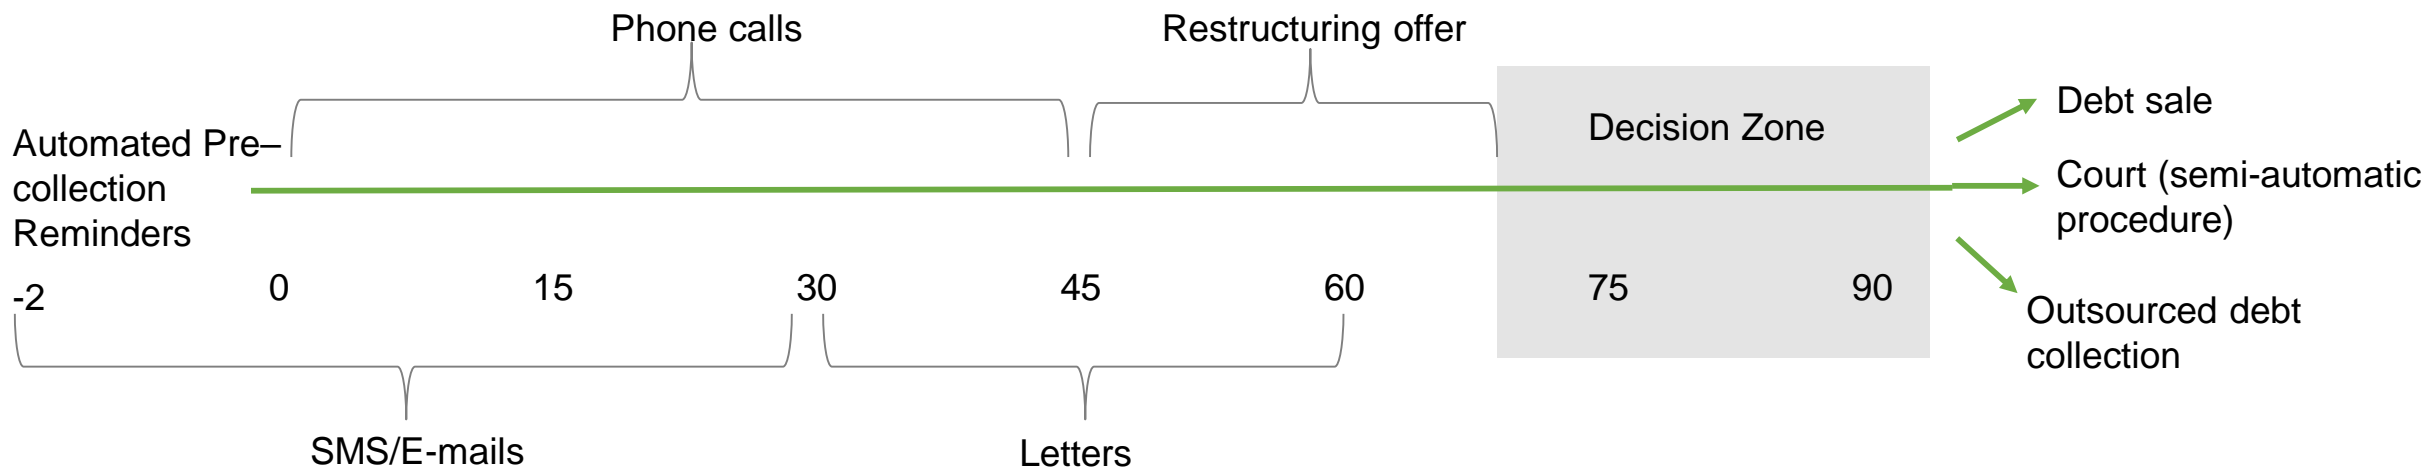 Phone calls
Restructuring offer
Automated Pre–
collection
Reminders
Decision Zone
Debt sale
Court (semi-automatic
procedure)
Outsourced debt
collection
-2
0
15
30
45
60
75
90
SMS/E-mails
Letters